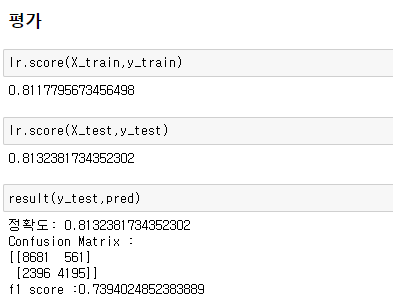 평가
lr.score(X_train,y_train)
0.8117795673456498
lr.score(X_test,y_test)
0.8132381734352302
result(y_test,pred)
정확도: 0.8132381734352302
Confusion Matrix :
[[8681 561]
[2396 4195]]
f1 score :0.7394024852383889